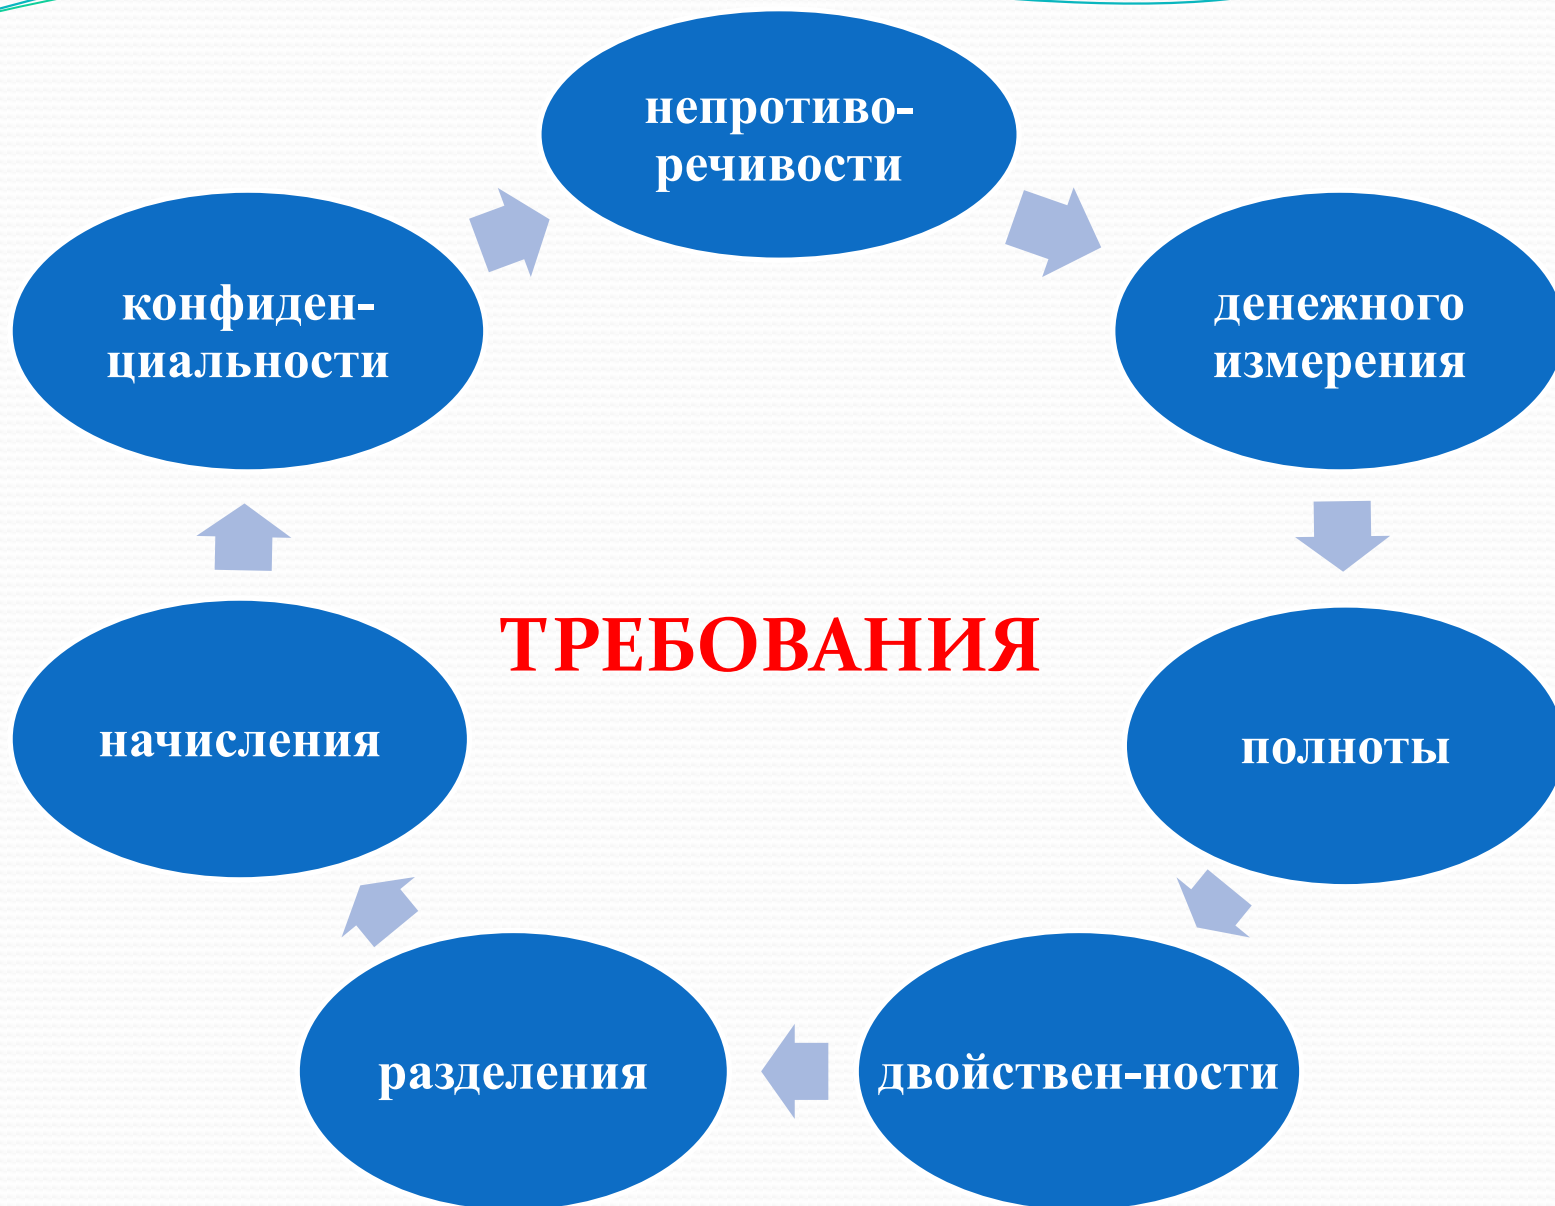 непротиво-
речивости
денежного
измерения
полноты
двойствен-ности
разделения
начисления
конфиден-
циальности
ТРЕБОВАНИЯ